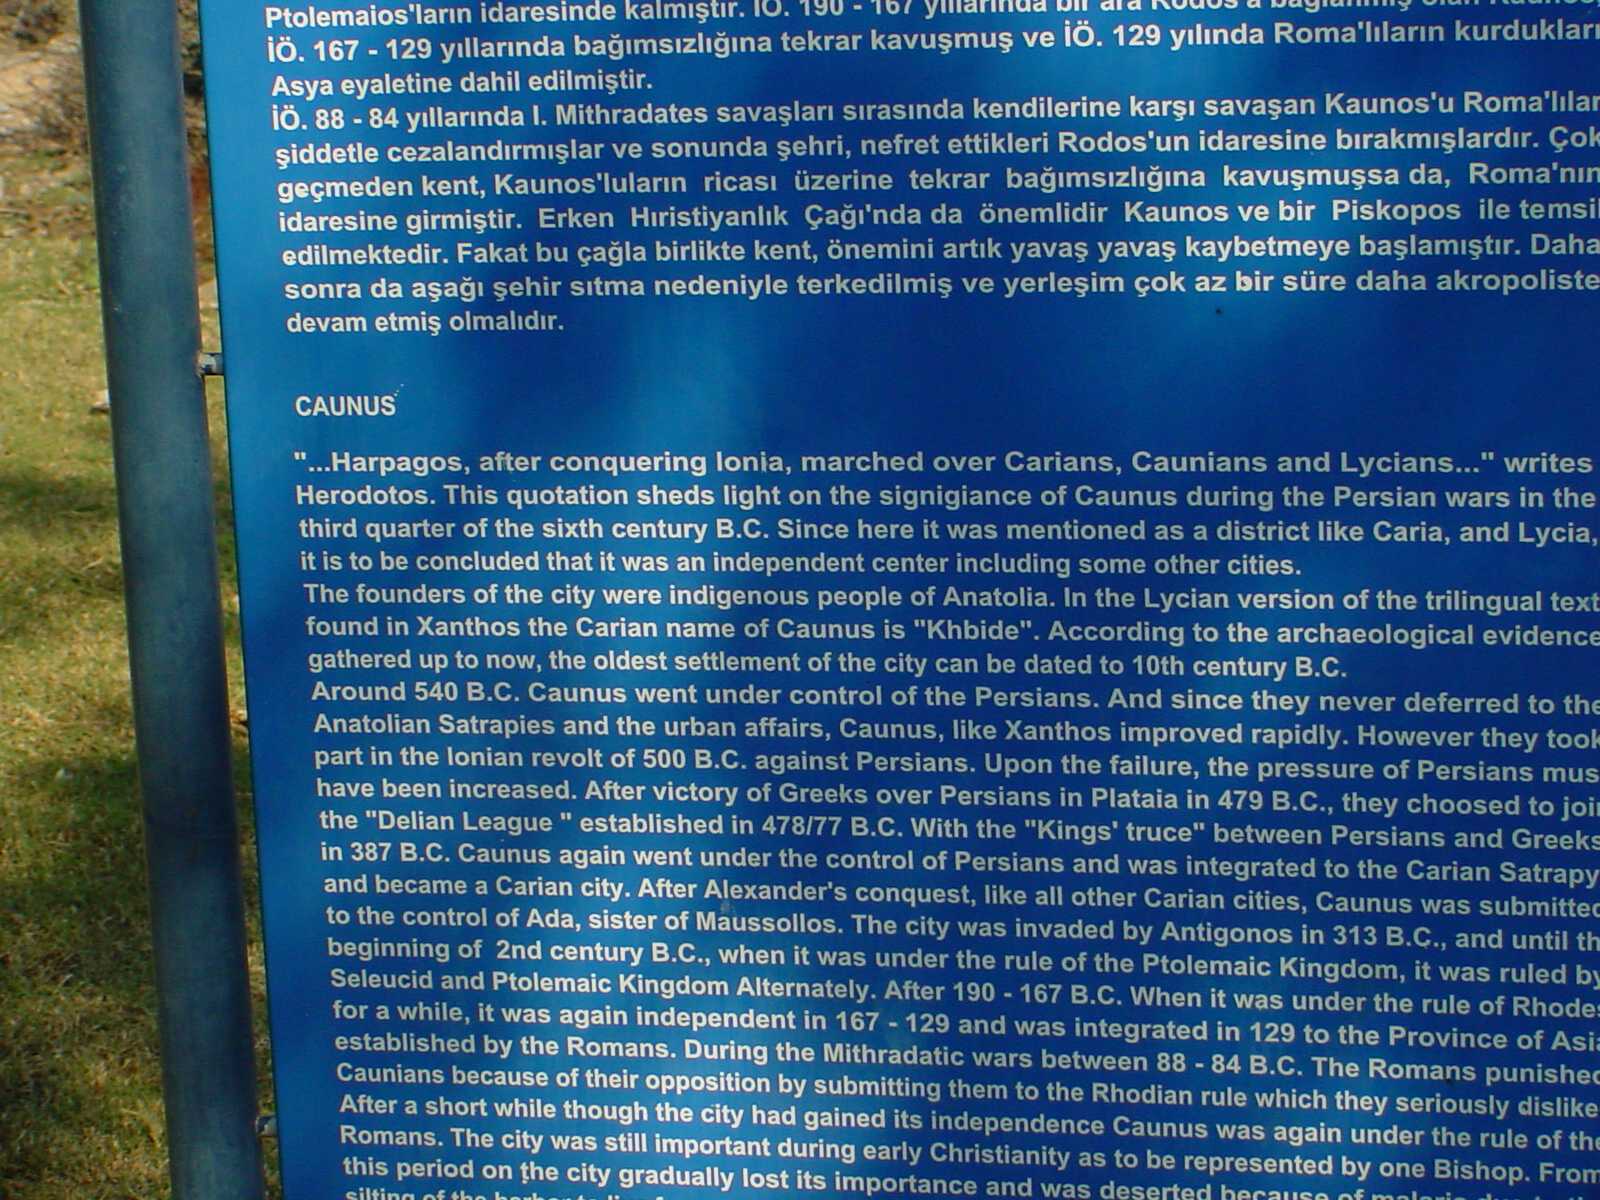 Ptolemaios'ların idaresinde kalmıştır. İÖ. 190 - 167 yıllarında bir ara Rodos'a bağlanmış olan
İÖ. 167 - 129 yıllarında bağımsızlığına tekrar kavuşmuş ve İÖ. 129 yılında Roma'lıların kurdukları
Asya eyaletine dahil edilmiştir.
İÖ. 88 - 84 yıllarında I. Mithradates savaşları sırasında kendilerine karşı savaşan Kaunos'u Roma'lılar
şiddetle cezalandırmışlar ve sonunda şehri, nefret ettikleri Rodos'un idaresine bırakmışlardır. Çok
geçmeden kent, Kaunos'luların ricası üzerine tekrar bağımsızlığına kavuşmuşsa da, Roma'nın
idaresine girmiştir. Erken Hıristiyanlık Çağı'nda da önemlidir Kaunos ve bir Piskopos ile temsil
edilmektedir. Fakat bu çağla birlikte kent, önemini artık yavaş yavaş kaybetmeye başlamıştır. Daha
sonra da aşağı şehir sıtma nedeniyle terkedilmiş ve yerleşim çok az bir süre daha akropoliste
devam etmiş olmalıdır.
CAUNUS
"...Harpagos, after conquering Ionia, marched over Carians, Caunians and Lycians..." writes
Herodotos. This quotation sheds light on the signigiance of Caunus during the Persian wars in the
third quarter of the sixth century B.C. Since here it was mentioned as a district like Caria, and Lycia,
it is to be concluded that it was an independent center including some other cities.
The founders of the city were indigenous people of Anatolia. In the Lycian version of the trilingual text
found in Xanthos the Carian name of Caunus is "Khbide". According to the archaeological evidence
gathered up to now, the oldest settlement of the city can be dated to 10th century B.C.
Around 540 B.C. Caunus went under control of the Persians. And since they never deferred to the
Anatolian Satrapies and the urban affairs, Caunus, like Xanthos improved rapidly. However they took
part in the Ionian revolt of 500 B.C. against Persians. Upon the failure, the pressure of Persians mus
have been increased. After victory of Greeks over Persians in Plataia in 479 B.C., they choosed to joi
the "Delian League " established in 478/77 B.C. With the "Kings' truce" between Persians and Greeks
in 387 B.C. Caunus again went under the control of Persians and was integrated to the Carian Satrapy
and became a Carian city. After Alexander's conquest, like all other Carian cities, Caunus was submitted
to the control of Ada, sister of Maussollos. The city was invaded by Antigonos in 313 B.C., and until th
beginning of 2nd century B.C., when it was under the rule of the Ptolemaic Kingdom, it was ruled by
Seleucid and Ptolemaic Kingdom Alternately. After 190 - 167 B.C. When it was under the rule of Rhodes
for a while, it was again independent in 167 - 129 and was integrated in 129 to the Province of Asia
established by the Romans. During the Mithradatic wars between 88 - 84 B.C. The Romans punished
Caunians because of their opposition by submitting them to the Rhodian rule which they seriously dislike
After a short while though the city had gained its independence Caunus was again under the rule of the
Romans. The city was still important during early Christianity as to be represented by one Bishop. From
this period on the city gradually lost its importance and was deserted because of malaria
silting of the